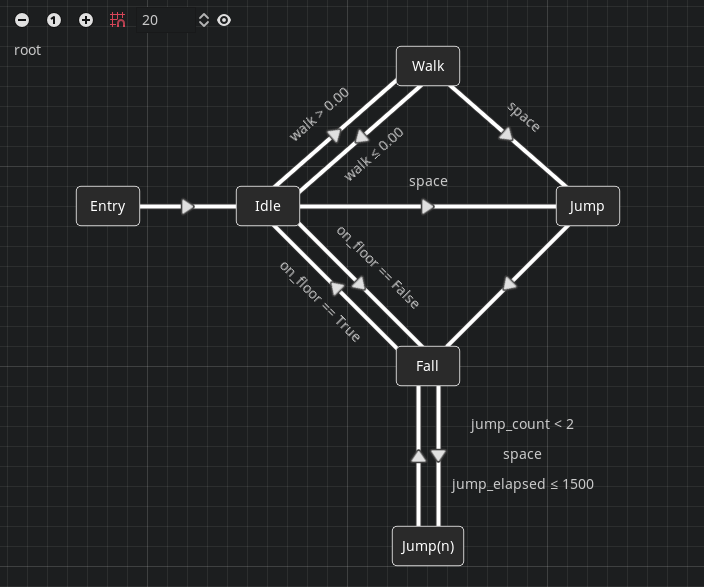 1
20
root
Walk
walk > 0.00
walk ≤ 0.00
space
space
Entry
Idle
Jump
on_floor == False
on_floor == True
Fall
jump_count < 2
space
jump_elapsed ≤ 1500
Jump(n)